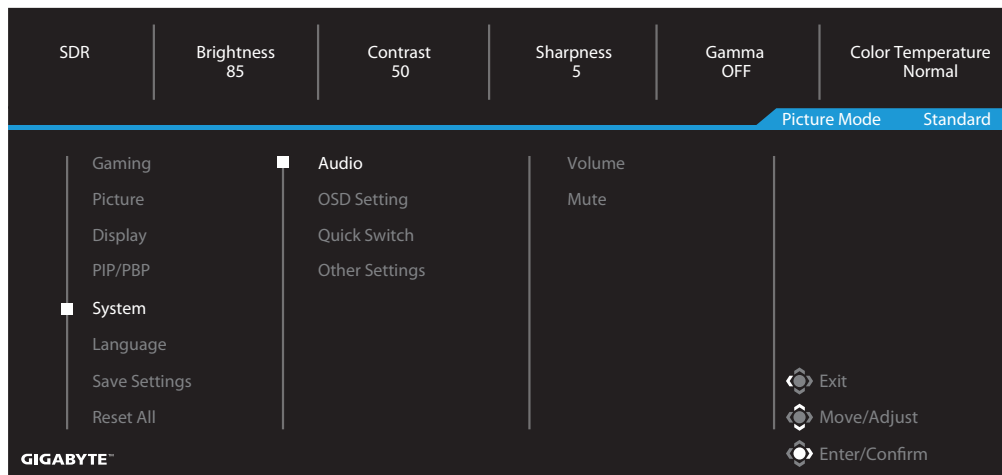 SDR
Brightness
85
Contrast
50
Sharpness
5
Gamma
OFF
Color Temperature
Normal
Picture Mode Standard
Gaming
Picture
Display
PIP/PBP
System
Language
Save Settings
Reset All
Audio
OSD Setting
Quick Switch
Other Settings
Volume
Mute
Exit
Move/Adjust
Enter/Confirm
GIGABYTE™